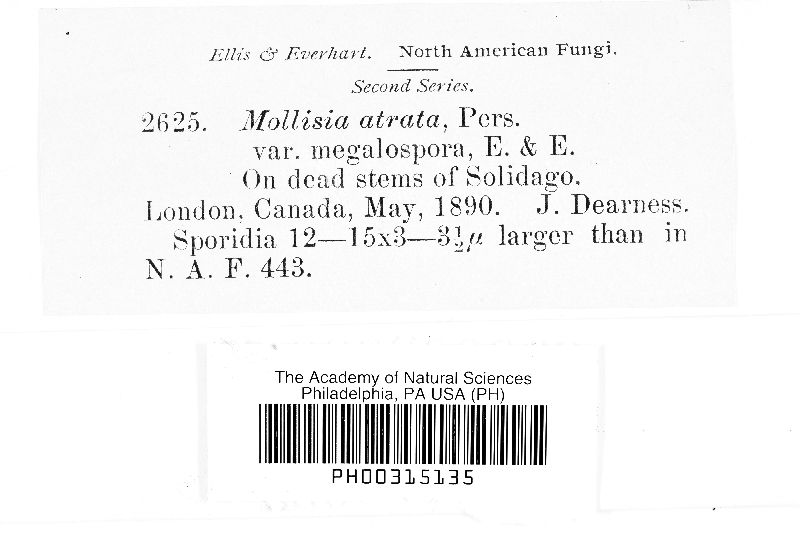 Ellis & Everhart. North American Fungi.
Second Series.
2625. Mollisia atrata, Pers.
var. megalospora, E. & E.
On dead stems of Solidago.
London, Canada, May, 1890. J. Dearness.
Sporidia 12—15x3—3½μ larger than in
N. A. F. 443.
The Academy of Natural Sciences
Philadelphia, PA USA (PH)
PH00315135